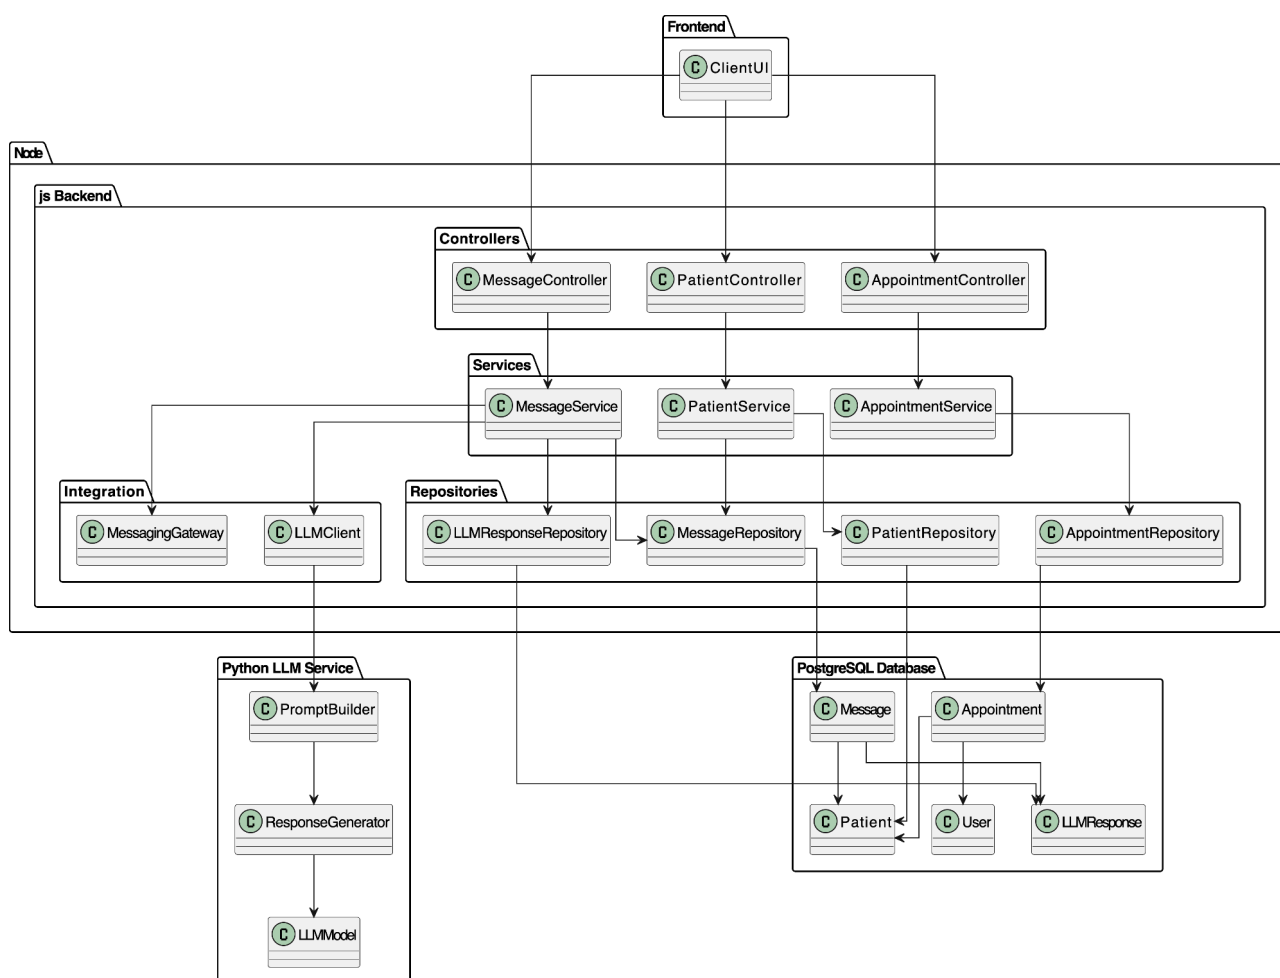 Frontend
C ClientUI
Node
js Backend
Controllers
C MessageController
C PatientController
C AppointmentController
Services
C MessageService
C PatientService
C AppointmentService
Integration
C MessagingGateway
C LLMClient
Repositories
C LLMResponseRepository
C MessageRepository
C PatientRepository
C AppointmentRepository
Python LLM Service
C PromptBuilder
C ResponseGenerator
C LLMModel
PostgreSQL Database
C Message
C Appointment
C Patient
C User
C LLMResponse